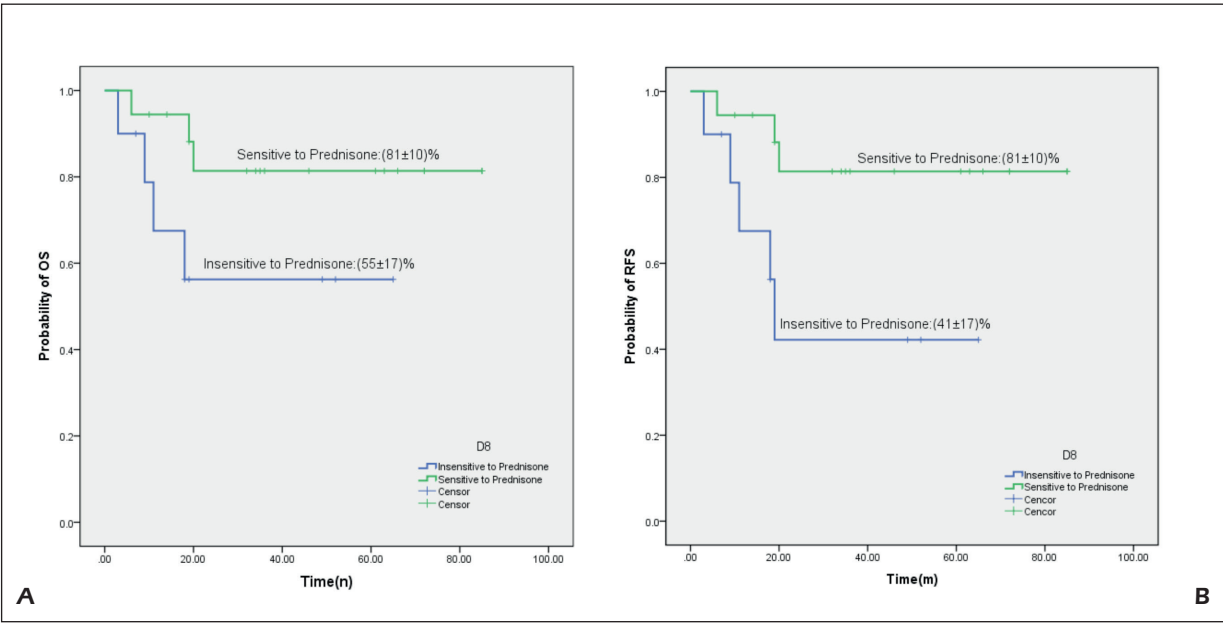 Probability of OS
1.0
0.8
0.6
0.4
0.2
0.0
Sensitive to Prednisone:(81±10)%
Insensitive to Prednisone:(55±17)%
D8
Insensitive to Prednisone
Sensitive to Prednisone
Censor
Censor
.00 20.00 40.00 60.00 80.00 100.00
Time(n)
A
Probability of RFS
1.0
0.8
0.6
0.4
0.2
0.0
Sensitive to Prednisone:(81±10)%
Insensitive to Prednisone:(41±17)%
D8
Insensitive to Prednisone
Sensitive to Prednisone
Cencor
Cencor
.00 20.00 40.00 60.00 80.00 100.00
Time(m)
B